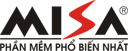 MISA®
PHẦN MỀM PHỔ BIẾN NHẤT